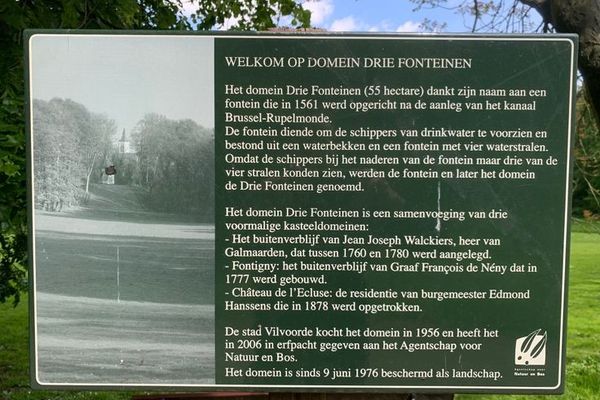 WELKOM OP DOMEIN DRIE FONTEINEN
Het domein Drie Fonteinen (55 hectare) dankt zijn naam aan een
fontein die in 1561 werd opgericht na de aanleg van het kanaal
Brussel-Rupelmonde.
De fontein diende om de schippers van drinkwater te voorzien en
bestond uit een waterbekken en een fontein met vier waterstralen.
Omdat de schippers bij het naderen van de fontein maar drie van de
vier stralen konden zien, werden de fontein en later het domein
de Drie Fonteinen genoemd.
Het domein Drie Fonteinen is een samenvoeging van drie
voormalige kasteeldomeinen:
- Het buitenverblijf van Jean Joseph Walckiers, heer van
Galmaarden, dat tussen 1760 en 1780 werd aangelegd.
- Fontigny: het buitenverblijf van Graaf François de Nény dat in
1777 werd gebouwd.
- Château de l'Ecluse: de residentie van burgemeester Edmond
Hanssens die in 1878 werd opgetrokken.
De stad Vilvoorde kocht het domein in 1956 en heeft het
in 2006 in erfpacht gegeven aan het Agentschap voor
Natuur en Bos.
Het domein is sinds 9 juni 1976 beschermd als landschap.
Agentschap voor
Natuur en Bos